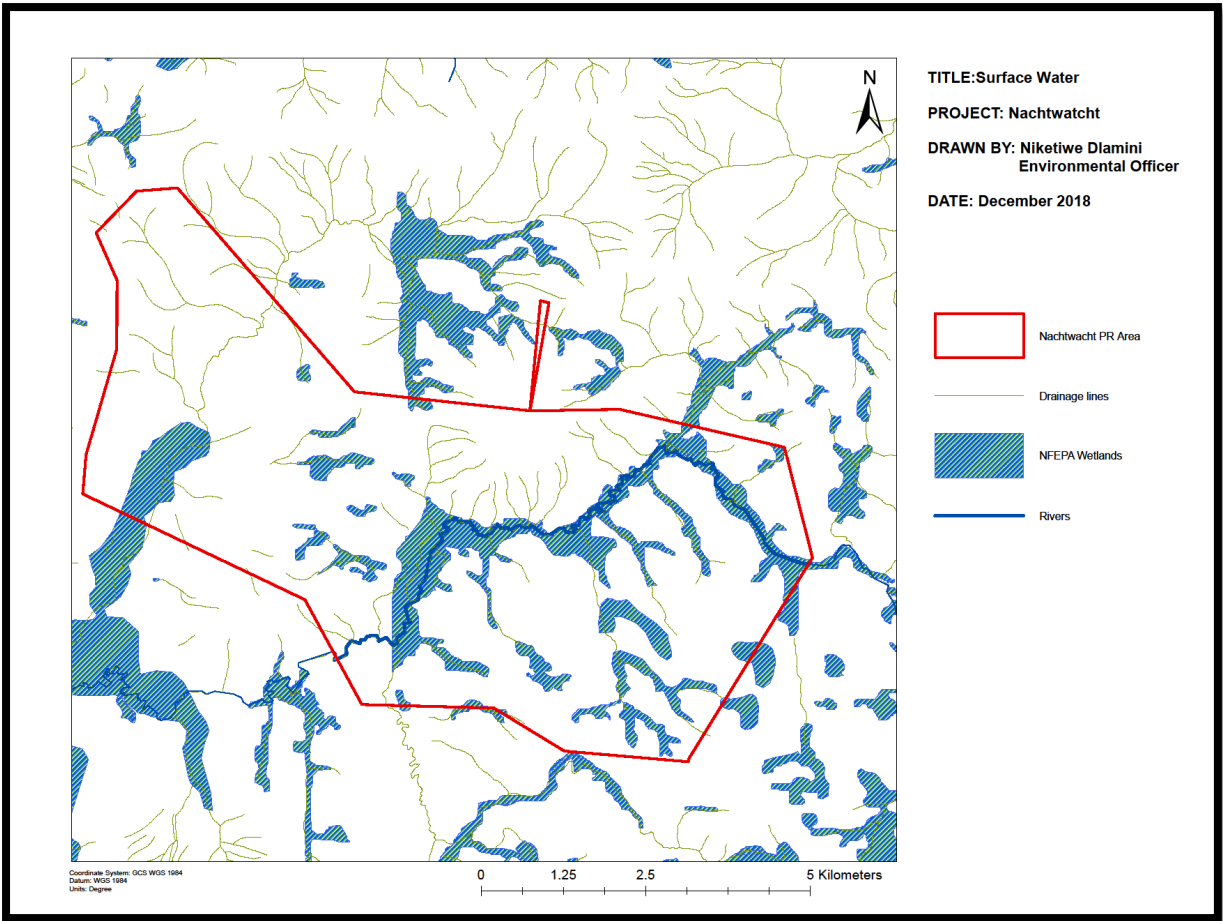 N
TITLE:Surface Water
PROJECT: Nachtwatcht
DRAWN BY: Niketiwe Dlamini
Environmental Officer
DATE: December 2018
Nachtwacht PR Area
Drainage lines
NFEPA Wetlands
Rivers
Coordinate System: GCS WGS 1984
Datum: WGS 1984
Units: Degree
0 1.25 2.5 5 Kilometers